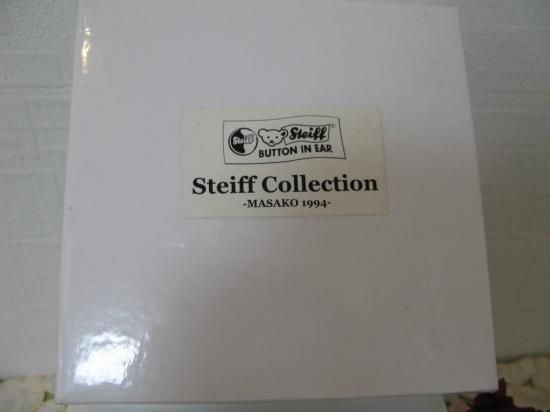 Steiff Steiff
BUTTON IN EAR
Steiff Collection
-MASAKO 1994-